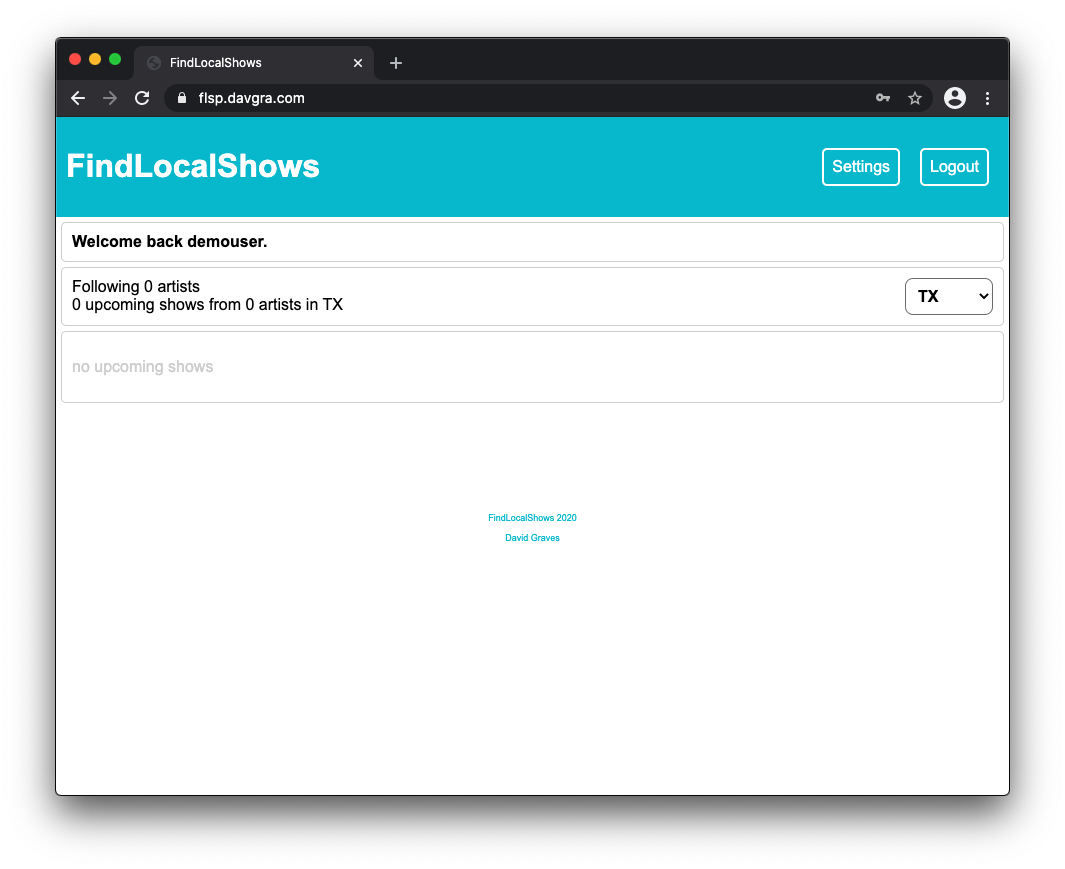 FindLocalShows
flsp.davgra.com
FindLocalShows
Settings
Logout
Welcome back demouser.
Following 0 artists
0 upcoming shows from 0 artists in TX
TX
no upcoming shows
FindLocalShows 2020
David Graves